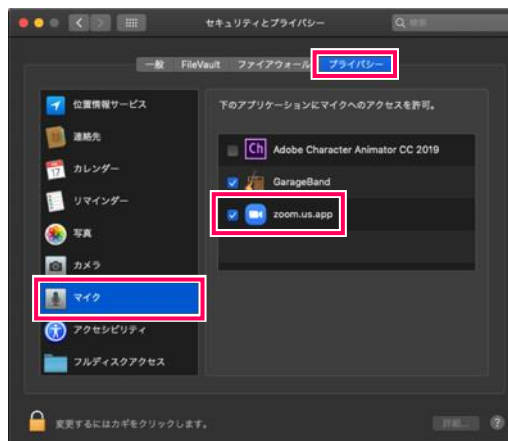 セキュリティとプライバシー
検索
一般 FileVault ファイアウォール プライバシー
位置情報サービス
連絡先
カレンダー
リマインダー
写真
カメラ
マイク
アクセシビリティ
フルディスクアクセス
下のアプリケーションにマイクへのアクセスを許可。
Adobe Character Animator CC 2019
GarageBand
zoom.us.app
変更するにはカギをクリックします。
詳細...
?